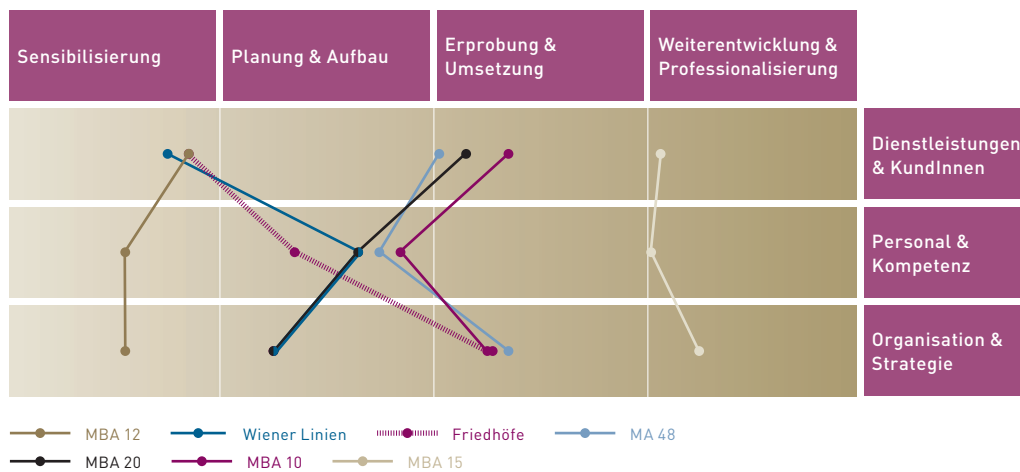 Sensibilisierung
Planung & Aufbau
Erprobung &
Umsetzung
Weiterentwicklung &
Professionalisierung
Dienstleistungen
& KundInnen
Personal &
Kompetenz
Organisation &
Strategie
MBA 12
Wiener Linien
Friedhöfe
MA 48
MBA 20
MBA 10
MBA 15